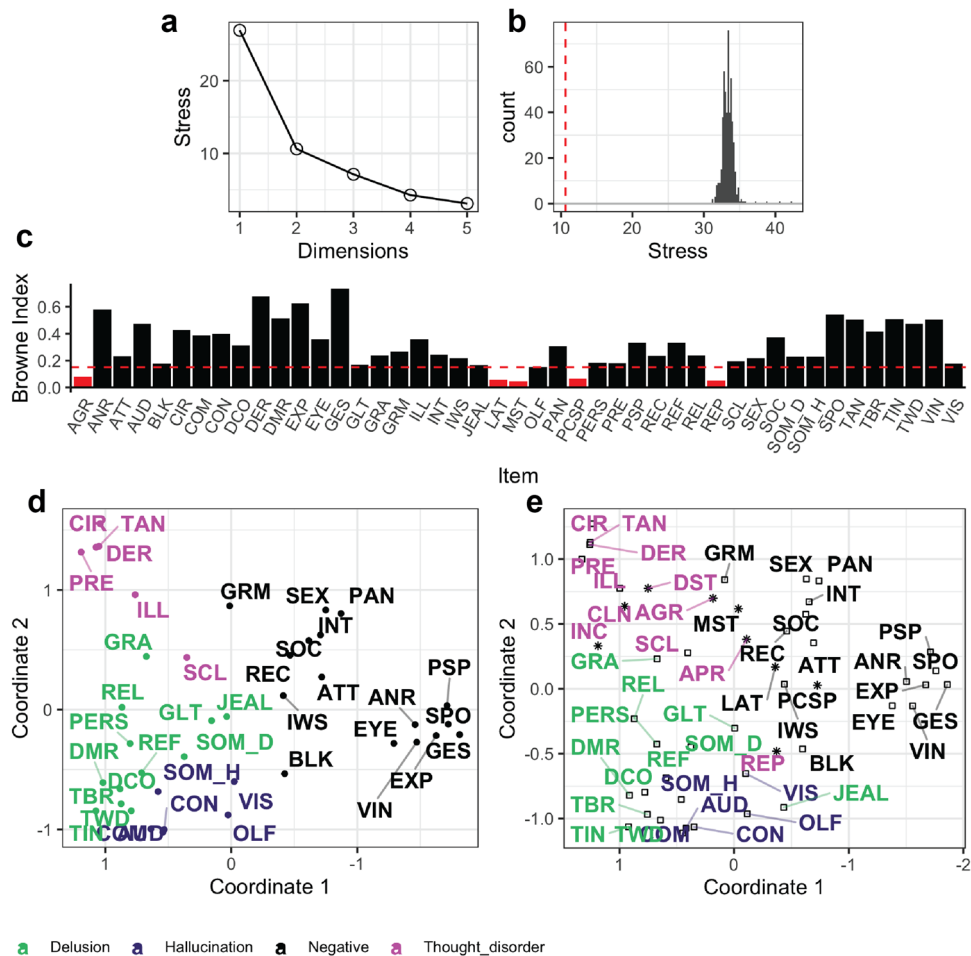 a
b
Stress
20
10
1 2 3 4 5
Dimensions
count
60
40
20
0
10 20 30 40
Stress
c
Browne Index
0.6
0.4
0.2
0.0
AGR ANR ATT AUD BLK CIR COM CON DCO DER DMR EXP EYE GES GLT GRA GRM ILL INT IWS JEAL LAT MST OLF PAN PCSP PERS PRE PSP REC REF REL REP SCL SEX SOC SOM_D SOM_H SPO TAN TBR TIN TWD VIN VIS
Item
d
Coordinate 2
1
0
-1
CIR TAN
DER
PRE
ILL
GRM SEX PAN
INT
GRA
SOC
SCL
REC
PSP
REL
JEAL
ATT
ANR
GLT
IWS
SPO
PERS
REF
SOM_D
EYE
GES
DMR
DCO
SOM_H
BLK
EXP
TBR
CON
VIS
VIN
TWD
TIN COM AUD
OLF
1 0 -1
Coordinate 1
e
Coordinate 2
1.0
0.5
0.0
-0.5
-1.0
CIR TAN
DER
GRM
SEX PAN
PRE
ILL
DST
INT
CLN AGR
MST
SOC
INC
SCL
PSP
GRA
APR
REC
ATT
ANR SPO
REL
LAT
PCSP
EXP
PERS
GLT
IWS
EYE GES
DMR
REF
SOM_D
REP
BLK
VIN
DCO
SOM_H
VIS
JEAL
TBR
AUD
OLF
TIN TWD COM
CON
1 0 -1 -2
Coordinate 1
a Delusion a Hallucination a Negative a Thought_disorder